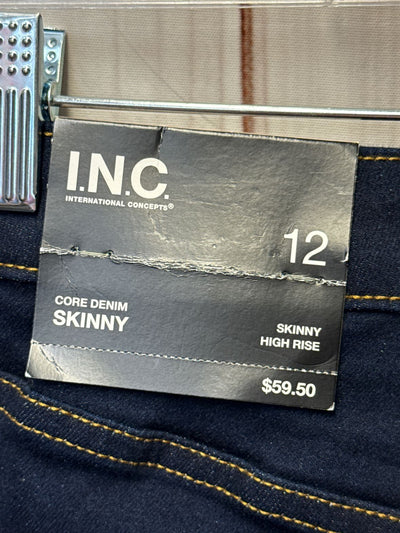 I.N.C.
INTERNATIONAL CONCEPTS®
12
CORE DENIM
SKINNY
SKINNY
HIGH RISE
$59.50